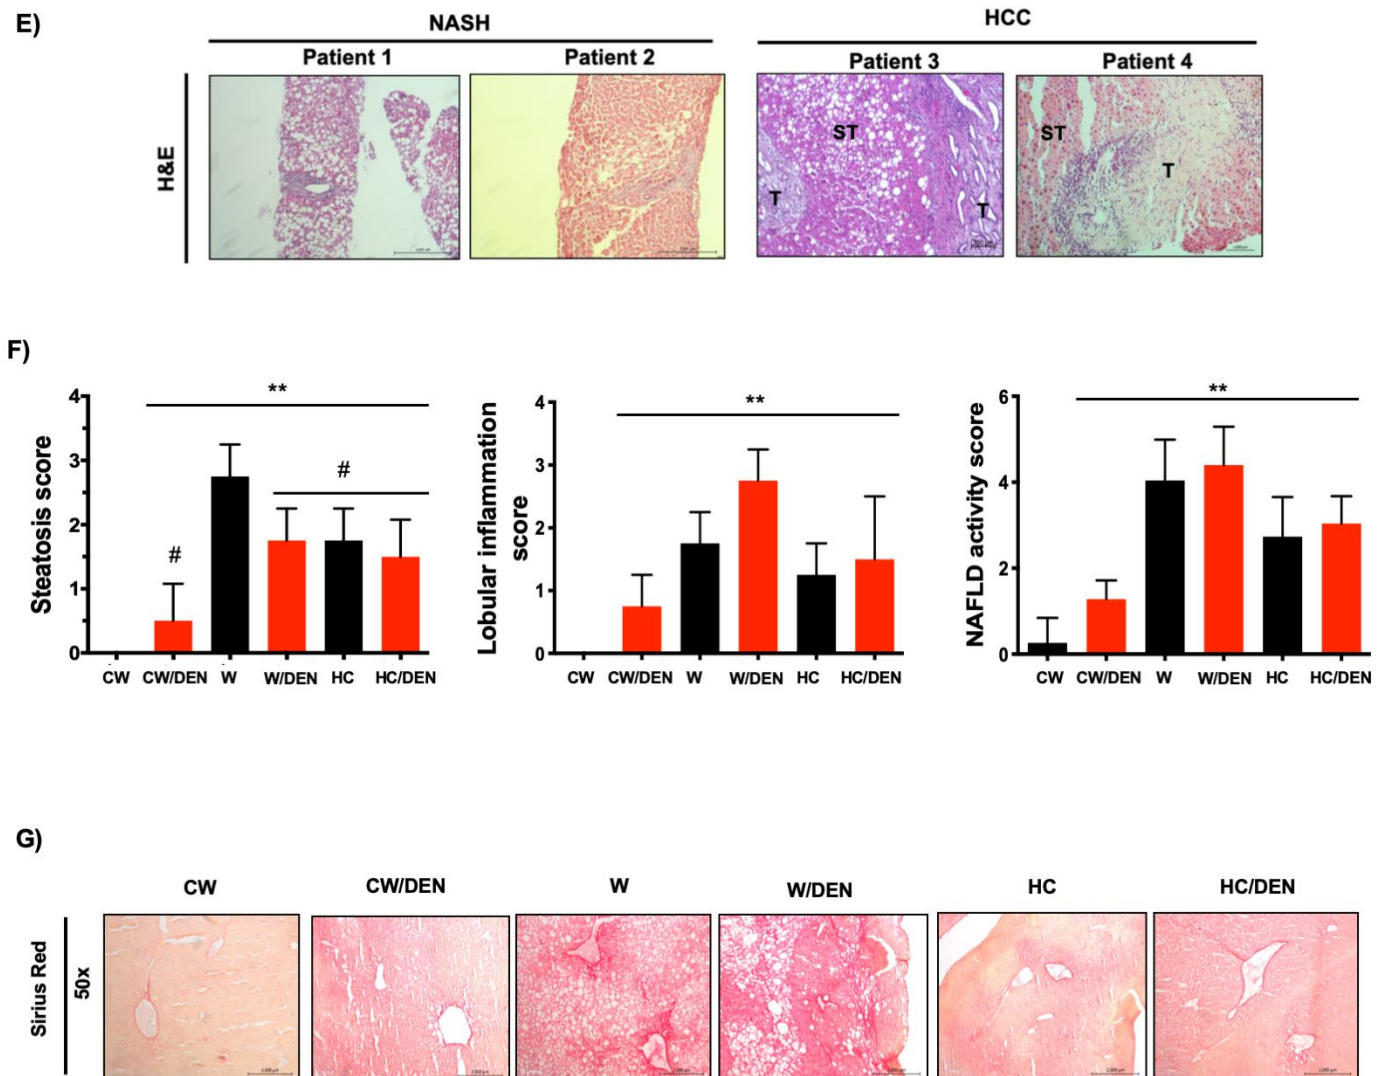 E)
NASH
HCC
Patient 1
Patient 2
Patient 3
Patient 4
H&E
ST
T
T
ST
T
F)
Steatosis score
4
3
2
1
0
**
#
#
CW
CW/DEN
W
W/DEN
HC
HC/DEN
Lobular inflammation
score
4
3
2
1
0
**
CW
CW/DEN
W
W/DEN
HC
HC/DEN
NAFLD activity score
6
4
2
0
**
CW
CW/DEN
W
W/DEN
HC
HC/DEN
G)
CW
CW/DEN
W
W/DEN
HC
HC/DEN
Sirius Red
50x